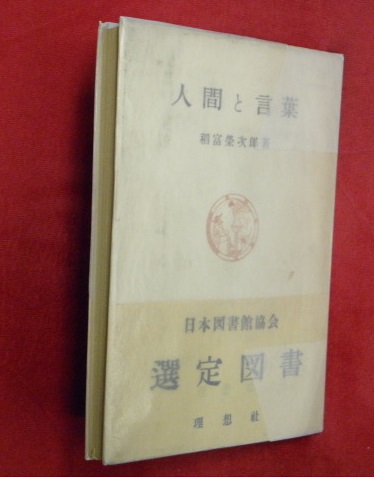 人間と言葉
稻富榮次郎著
日本図書館協会
選定図書
理想社